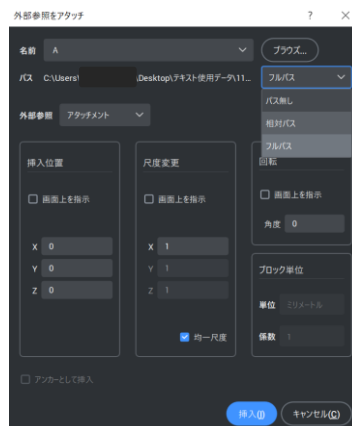 外部参照をアタッチ ? ×
名前 A ブラウズ...
パス C:\Users\ \Desktop\テキスト使用データ\11... フルパス
パス無し
相対パス
フルパス
外部参照 アタッチメント
挿入位置 尺度変更 回転
画面上を指示 画面上を指示 画面上を指示
角度 0
X 0 X 1
Y 0 Y 1 ブロック単位
Z 0 Z 1
単位 ミリメートル
均一尺度 係数 1
アンカーとして挿入
挿入(I) キャンセル(C)